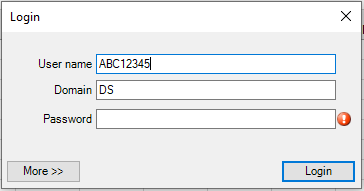 Login
User name ABC12345
Domain DS
Password
More >> Login